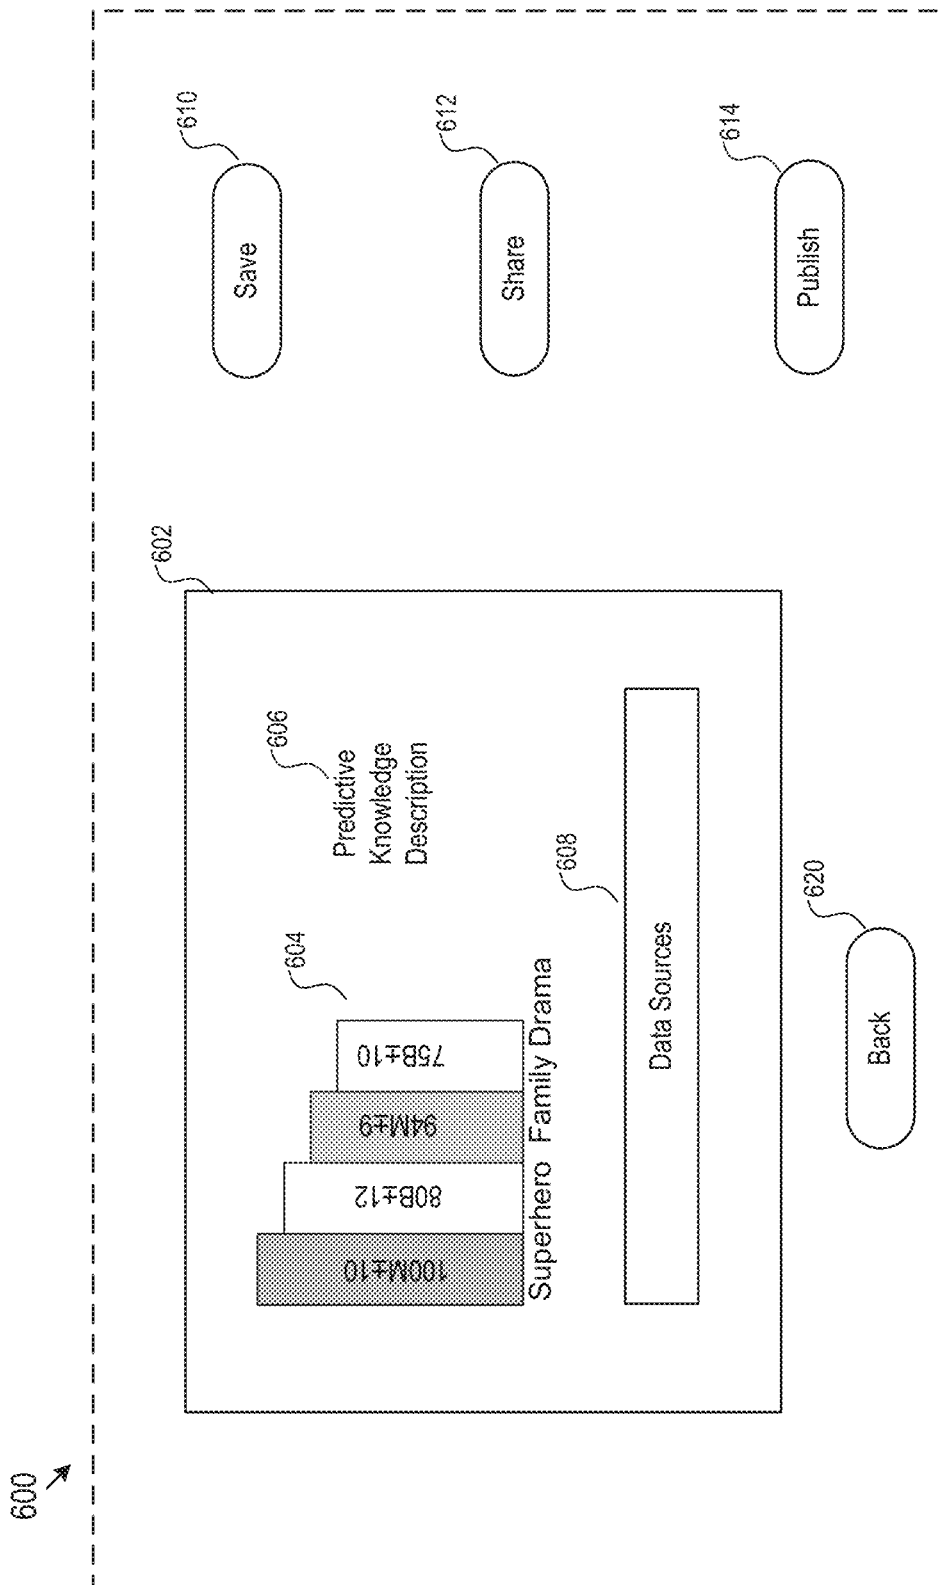 600
602
604
100M±10
80B±12
94M±9
75B±10
Superhero Family Drama
606
Predictive
Knowledge
Description
608
Data Sources
610
Save
612
Share
614
Publish
620
Back